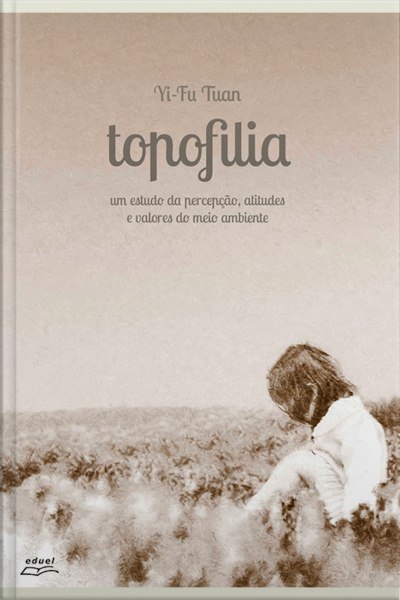 Yi-Fu Tuan
topofilia
um estudo da percepção, atitudes
e valores do meio ambiente
eduel